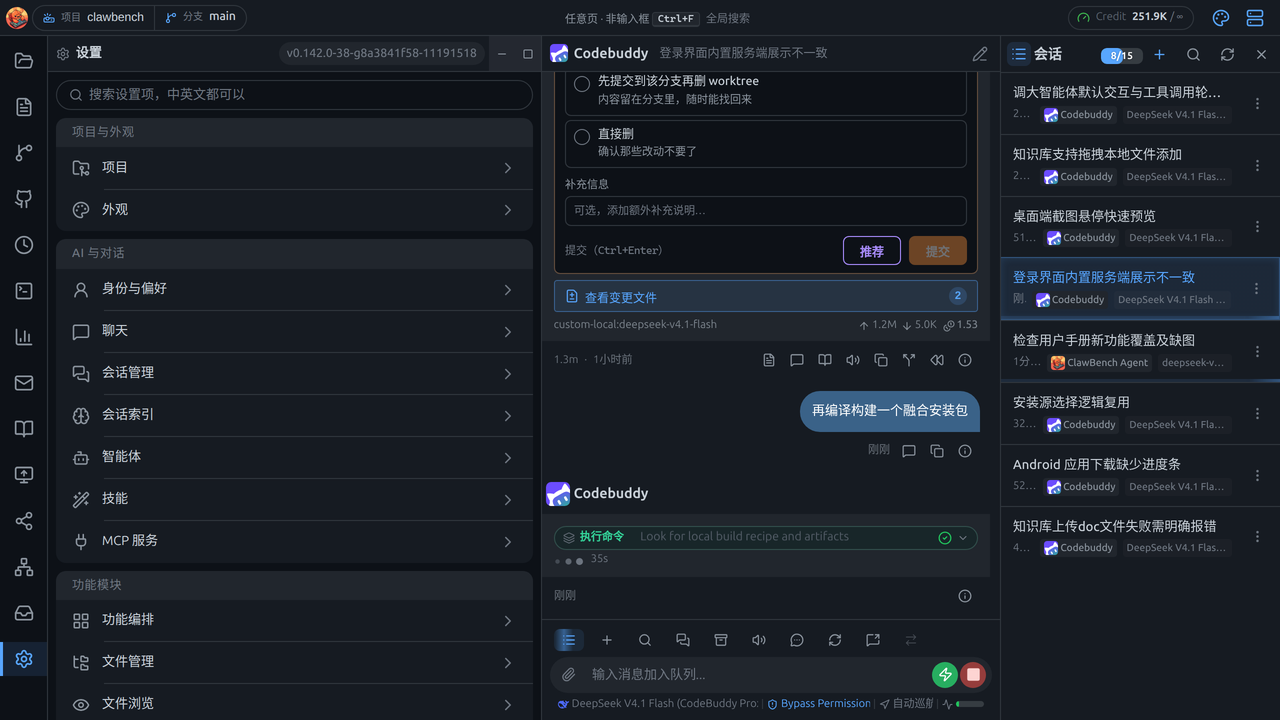 项目 clawbench
分支 main
任意页 · 非输入框 Ctrl+F 全局搜索
Credit 251.9K / ∞
设置
v0.142.0-38-g8a3841f58-11191518
搜索设置项，中英文都可以
项目与外观
项目
外观
AI 与对话
身份与偏好
聊天
会话管理
会话索引
智能体
技能
MCP 服务
功能模块
功能编排
文件管理
文件浏览
Codebuddy 登录界面内置服务端展示不一致
先提交到该分支再删 worktree
内容留在分支里，随时能找回来
直接删
确认那些改动不要了
补充信息
可选，添加额外补充说明...
提交（Ctrl+Enter）
推荐
提交
查看变更文件 2
custom-local:deepseek-v4.1-flash
1.2M 5.0K 1.53
1.3m · 1小时前
再编译构建一个融合安装包
刚刚
Codebuddy
执行命令 Look for local build recipe and artifacts
35s
刚刚
输入消息加入队列...
DeepSeek V4.1 Flash (CodeBuddy Pro: Bypass Permission 自动巡航
会话
8/15
调大智能体默认交互与工具调用轮...
2... Codebuddy DeepSeek V4.1 Flas...
知识库支持拖拽本地文件添加
2... Codebuddy DeepSeek V4.1 Flas...
桌面端截图悬停快速预览
51... Codebuddy DeepSeek V4.1 Fla...
登录界面内置服务端展示不一致
刚 Codebuddy DeepSeek V4.1 Flash ...
检查用户手册新功能覆盖及缺图
1分... ClawBench Agent deepseek-v...
安装源选择逻辑复用
32... Codebuddy DeepSeek V4.1 Fla...
Android 应用下载缺少进度条
52... Codebuddy DeepSeek V4.1 Fla...
知识库上传doc文件失败需明确报错
4... Codebuddy DeepSeek V4.1 Flas...